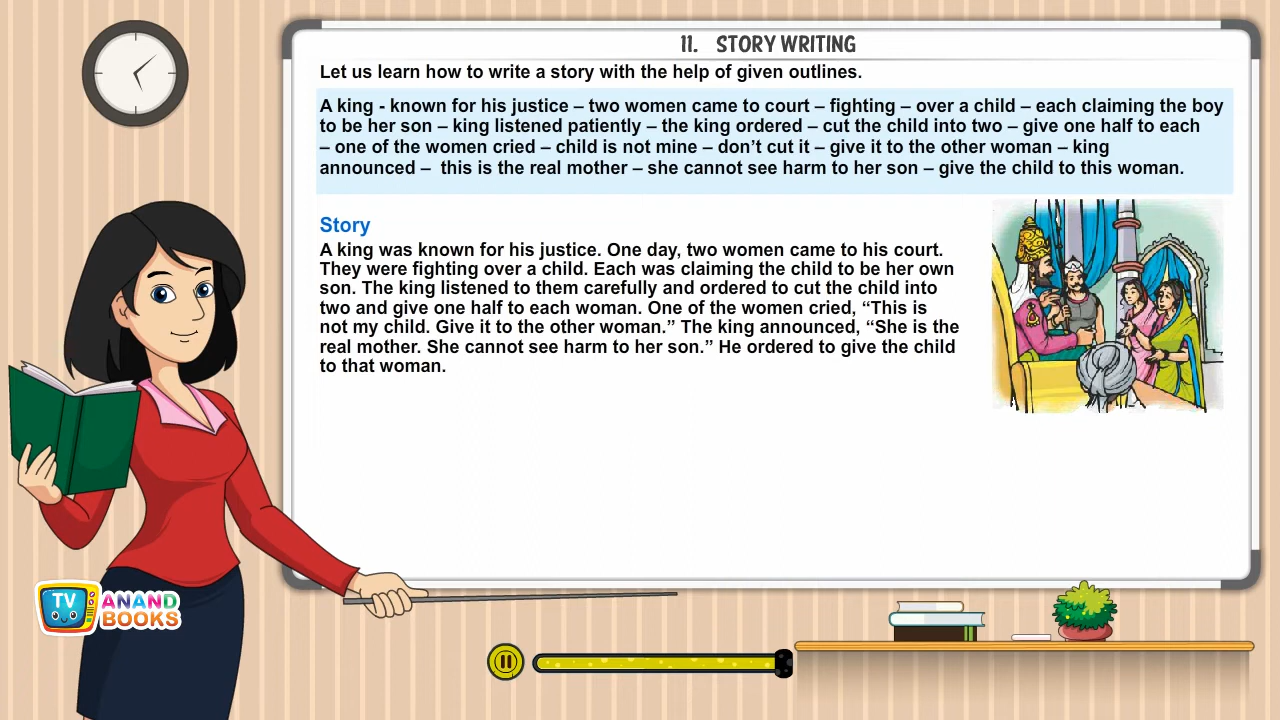 11. STORY WRITING
Let us learn how to write a story with the help of given outlines.
A king - known for his justice – two women came to court – fighting – over a child – each claiming the boy
to be her son – king listened patiently – the king ordered – cut the child into two – give one half to each
– one of the women cried – child is not mine – don’t cut it – give it to the other woman – king
announced – this is the real mother – she cannot see harm to her son – give the child to this woman.
Story
A king was known for his justice. One day, two women came to his court.
They were fighting over a child. Each was claiming the child to be her own
son. The king listened to them carefully and ordered to cut the child into
two and give one half to each woman. One of the women cried, “This is
not my child. Give it to the other woman.” The king announced, “She is the
real mother. She cannot see harm to her son.” He ordered to give the child
to that woman.
TV
ANAND
BOOKS